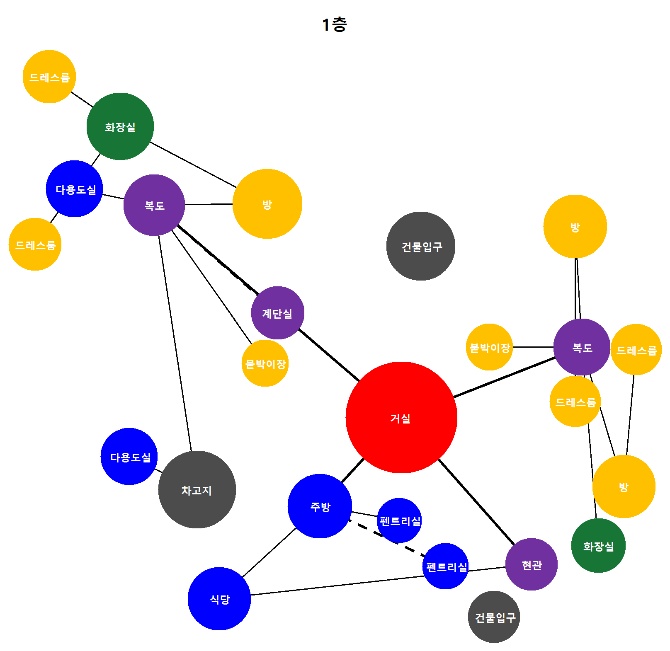 1층
드레스룸
화장실
다용도실
복도
방
드레스룸
건물입구
방
계단실
붙박이장
붙박이장
복도
드레스룸
드레스룸
거실
다용도실
차고지
주방
펜트리실
방
화장실
펜트리실
현관
식당
건물입구